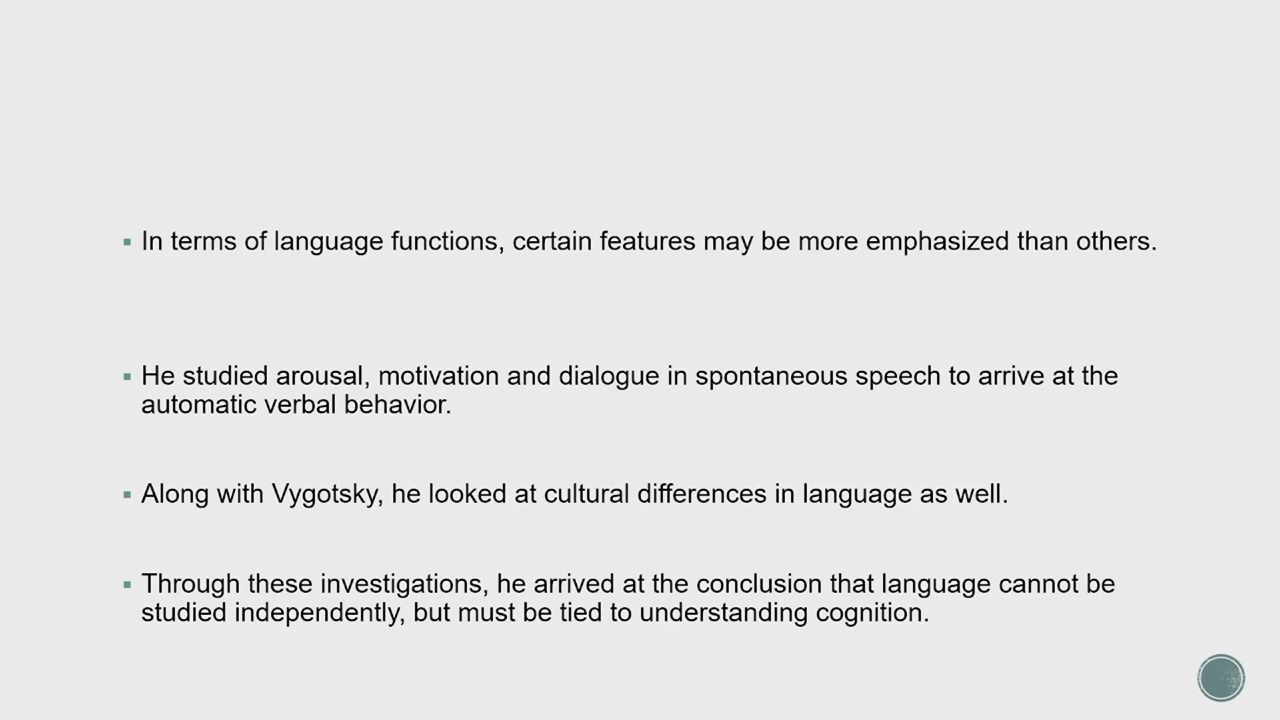 In terms of language functions, certain features may be more emphasized than others.
He studied arousal, motivation and dialogue in spontaneous speech to arrive at the
automatic verbal behavior.
Along with Vygotsky, he looked at cultural differences in language as well.
Through these investigations, he arrived at the conclusion that language cannot be
studied independently, but must be tied to understanding cognition.